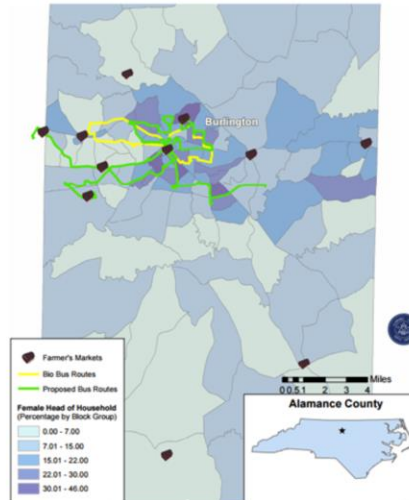 Burlington
Miles
0 0.5 1 2 3 4
Farmer's Markets
Bio Bus Routes
Proposed Bus Routes
Female Head of Household
(Percentage by Block Group)
0.00 - 7.00
7.01 - 15.00
15.01 - 22.00
22.01 - 30.00
30.01 - 46.00
Alamance County